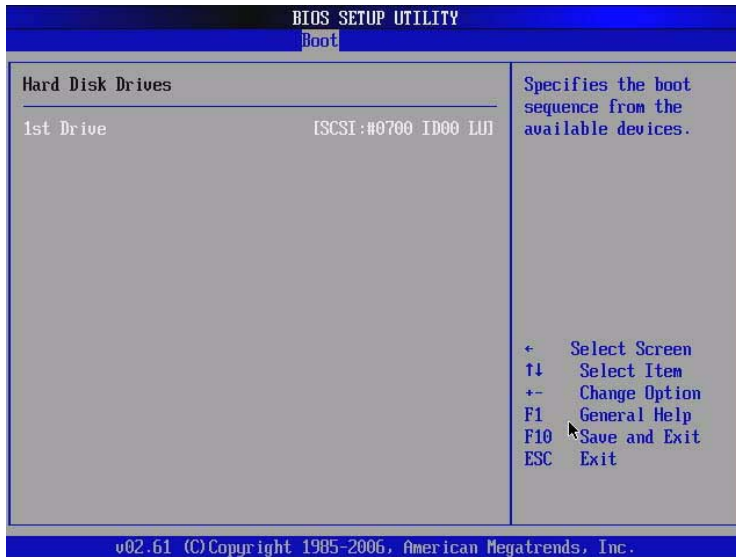 BIOS SETUP UTILITY
Boot
Hard Disk Drives
1st Drive [SCSI:#0700 ID00 LU]
Specifies the boot
sequence from the
available devices.
← Select Screen
↑↓ Select Item
+- Change Option
F1 General Help
F10 Save and Exit
ESC Exit
v02.61 (C)Copyright 1985-2006, American Megatrends, Inc.